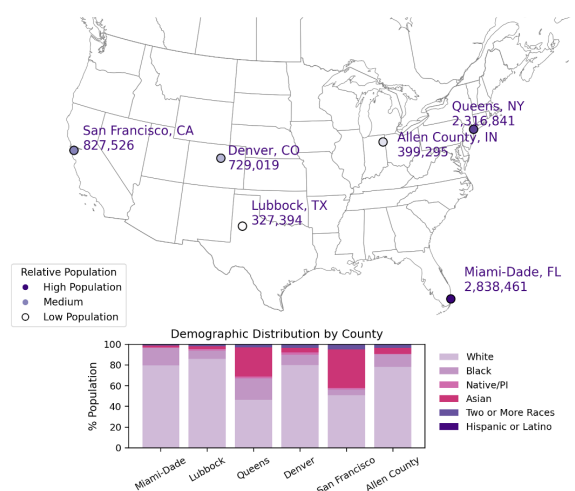 Queens, NY
2,316,841
San Francisco, CA
827,526
Allen County, IN
399,295
Denver, CO
729,019
Lubbock, TX
327,394
Miami-Dade, FL
2,838,461
Relative Population
High Population
Medium
Low Population
Demographic Distribution by County
% Population
100
80
60
40
20
0
Miami-Dade
Lubbock
Queens
Denver
San Francisco
Allen County
White
Black
Native/PI
Asian
Two or More Races
Hispanic or Latino